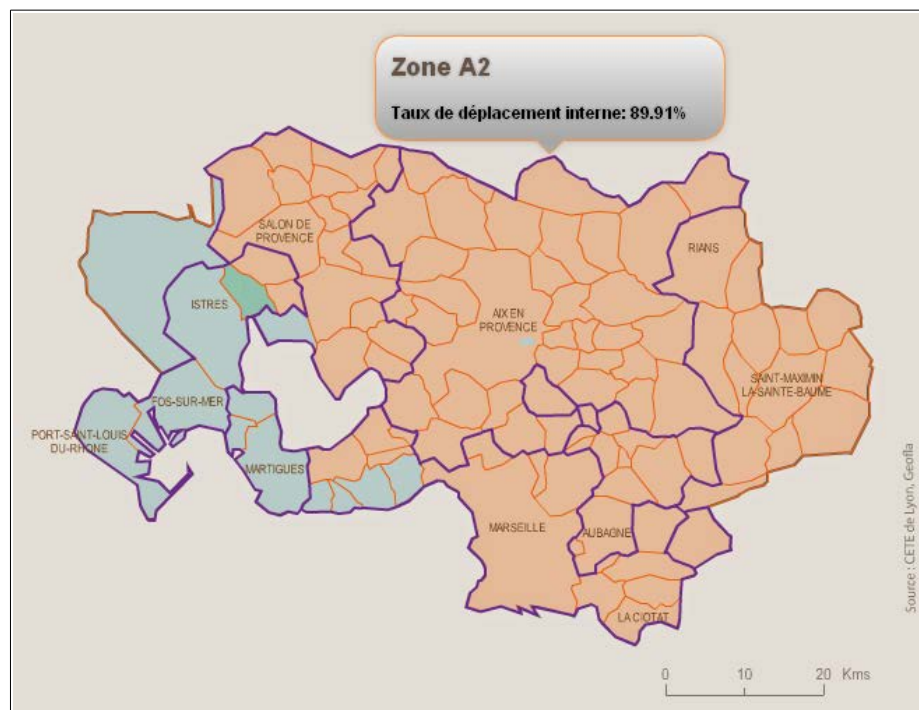 Zone A2
Taux de déplacement interne: 89.91%
SALON DE
PROVENCE
RIANS
ISTRES
AIX EN
PROVENCE
SAINT-MAXIMIN
LA-SAINTE-BAUME
FOS-SUR-MER
PORT-SAINT-LOUIS
DU-RHONE
MARTIGUES
MARSEILLE
AUBAGNE
LA CIOTAT
Source : CETE de Lyon, Geofla
0 10 20 Kms